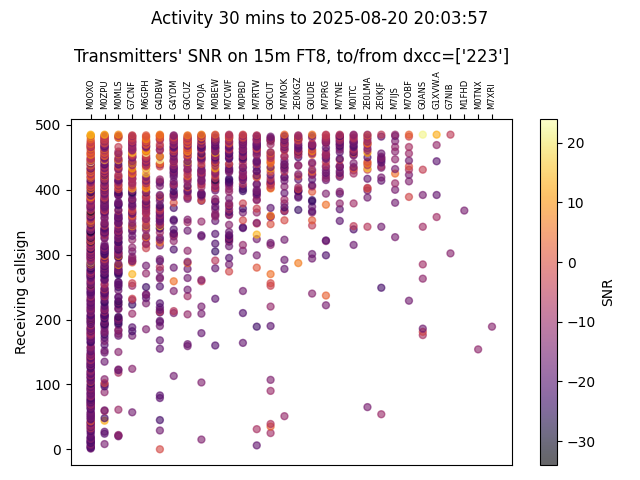 Activity 30 mins to 2025-08-20 20:03:57
Transmitters' SNR on 15m FT8, to/from dxcc=['223']
M0OXO
M0ZPU
M0MLS
G7CNF
M6GPH
G4DBW
G4YDM
G0CUZ
M7OJA
M0BEW
M7CWF
M0PBD
M7RTW
G0CUT
M7MOK
2E0KGZ
G0UDE
M7PRG
M7YNE
M0ITC
2E0LMA
2E0KJF
M7IJS
M7OBF
G0ANS
G1XVW.A
G7NIB
M1FHD
M0TNX
M7XRI
500
400
300
200
100
0
Receiving callsign
20
10
0
−10
−20
−30
SNR